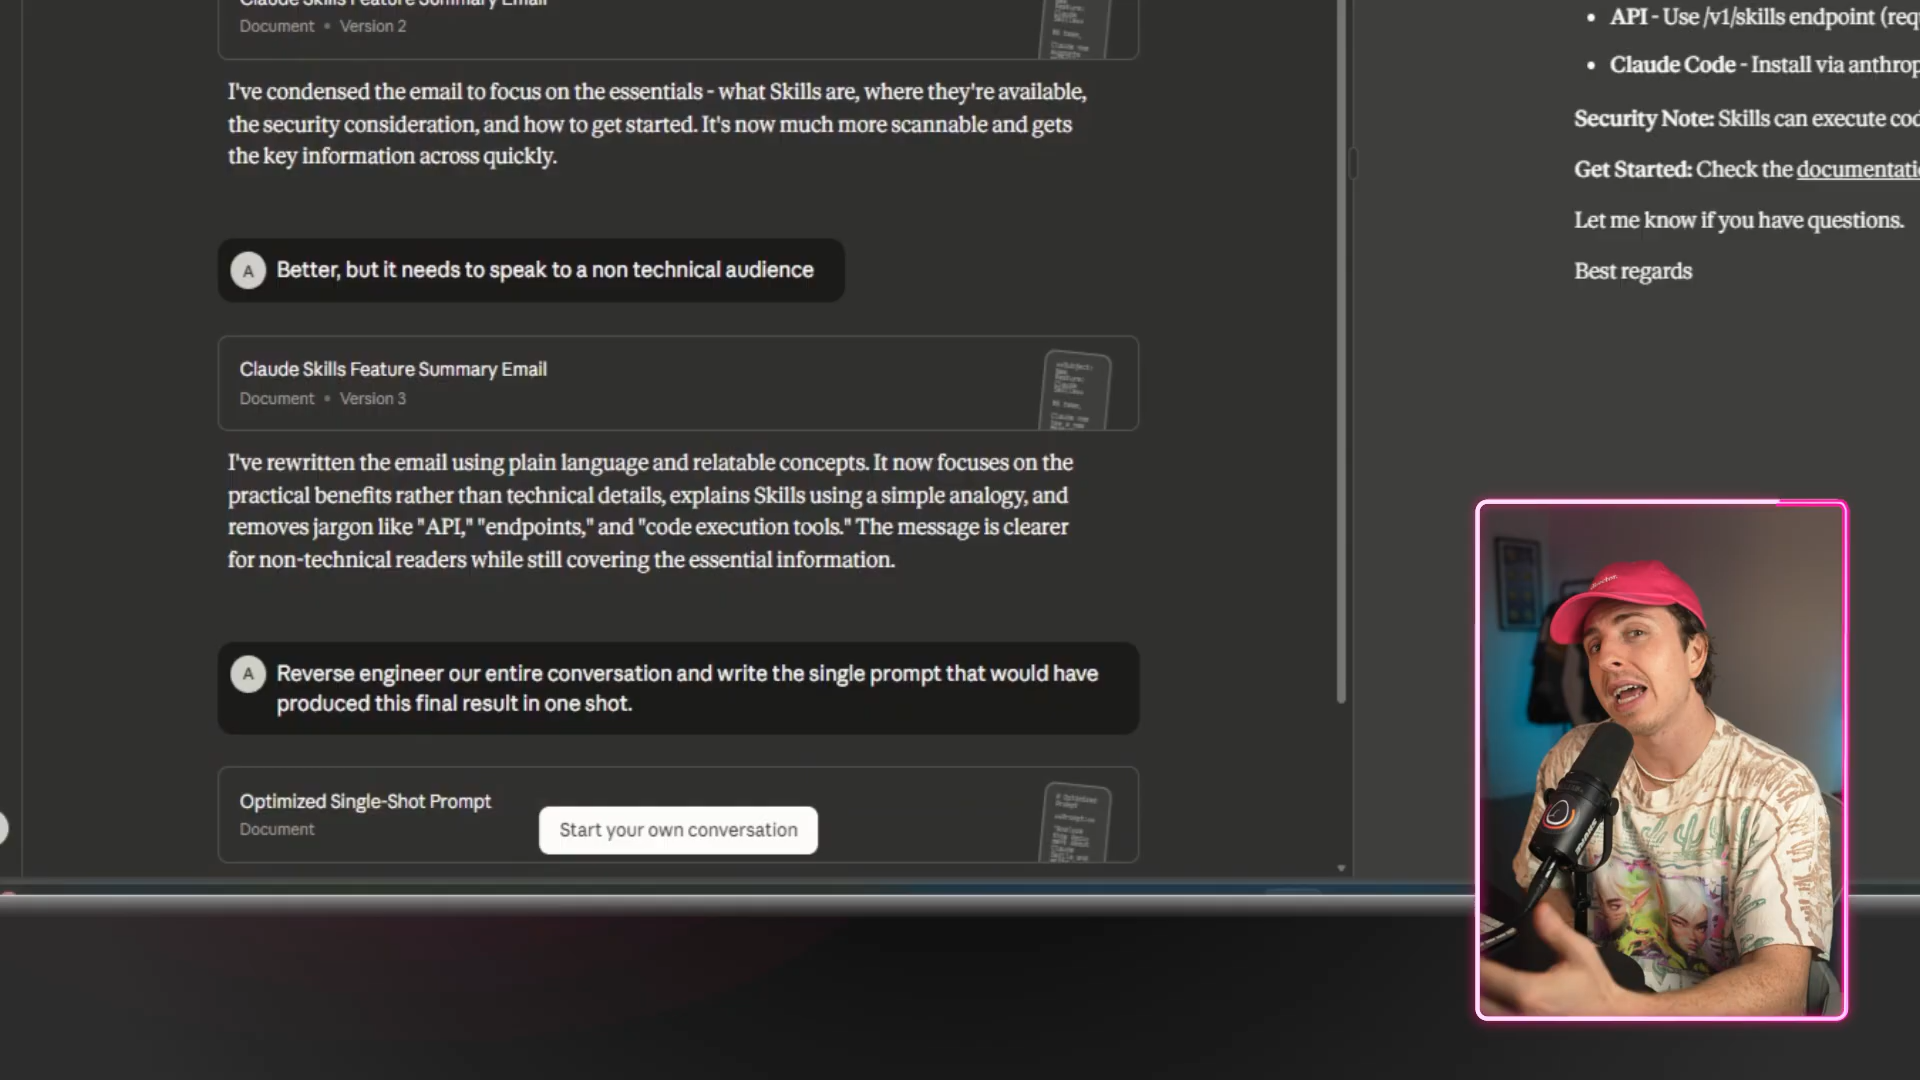 Document • Version 2
I've condensed the email to focus on the essentials - what Skills are, where they're available,
the security consideration, and how to get started. It's now much more scannable and gets
the key information across quickly.
A Better, but it needs to speak to a non technical audience
Claude Skills Feature Summary Email
Document • Version 3
I've rewritten the email using plain language and relatable concepts. It now focuses on the
practical benefits rather than technical details, explains Skills using a simple analogy, and
removes jargon like "API," "endpoints," and "code execution tools." The message is clearer
for non-technical readers while still covering the essential information.
A Reverse engineer our entire conversation and write the single prompt that would have
produced this final result in one shot.
Optimized Single-Shot Prompt
Document
Start your own conversation
• API - Use /v1/skills endpoint (req
• Claude Code - Install via anthrop
Security Note: Skills can execute cod
Get Started: Check the documentati
Let me know if you have questions.
Best regards